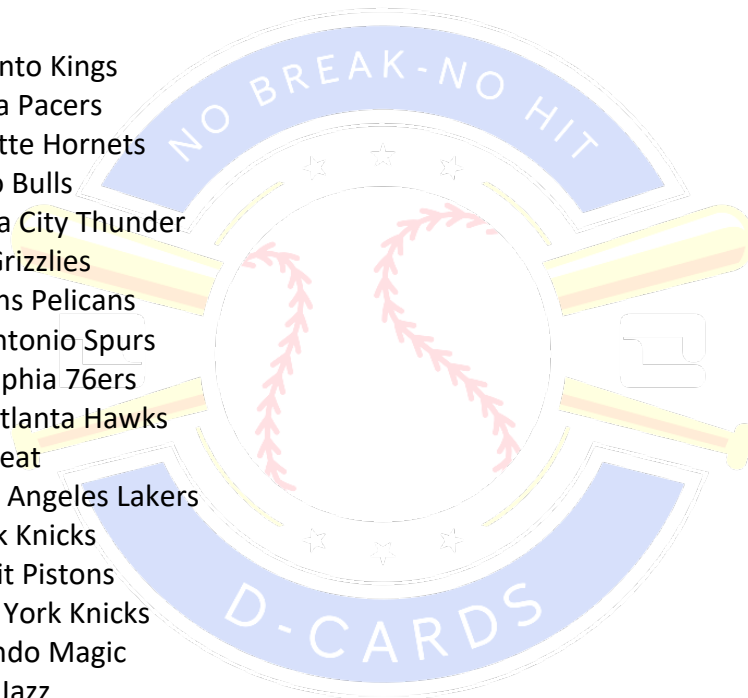 nto Kings
a Pacers
tte Hornets
o Bulls
a City Thunder
Grizzlies
ns Pelicans
ntonio Spurs
phia 76ers
tlanta Hawks
eat
Angeles Lakers
k Knicks
it Pistons
York Knicks
ndo Magic
Jazz
NO BREAK-NO HIT
D-CARDS